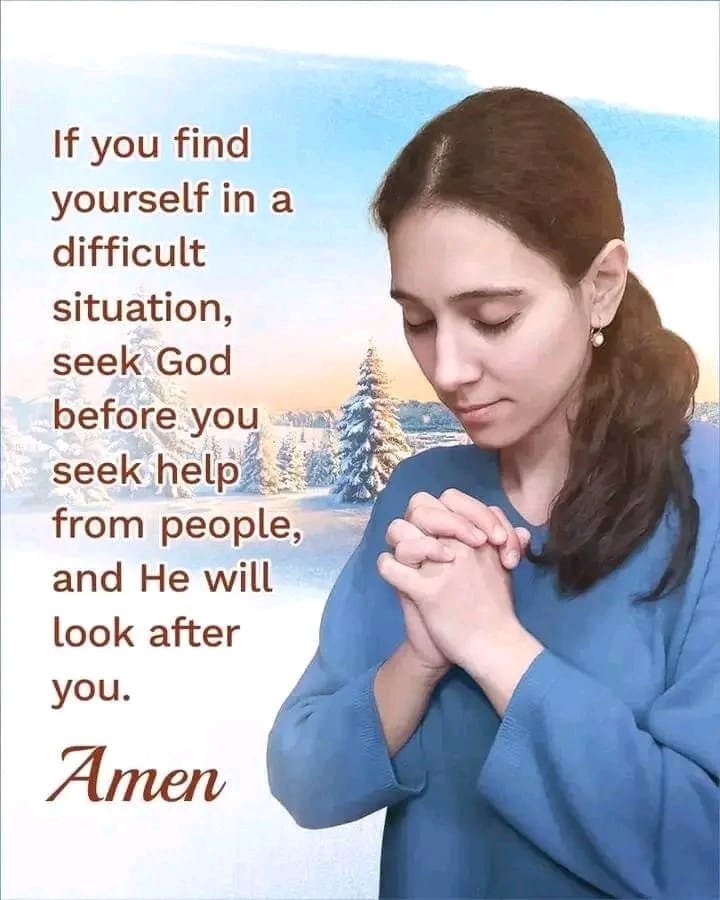 If you find
yourself in a
difficult
situation,
seek God
before you
seek help
from people,
and He will
look after
you.
Amen